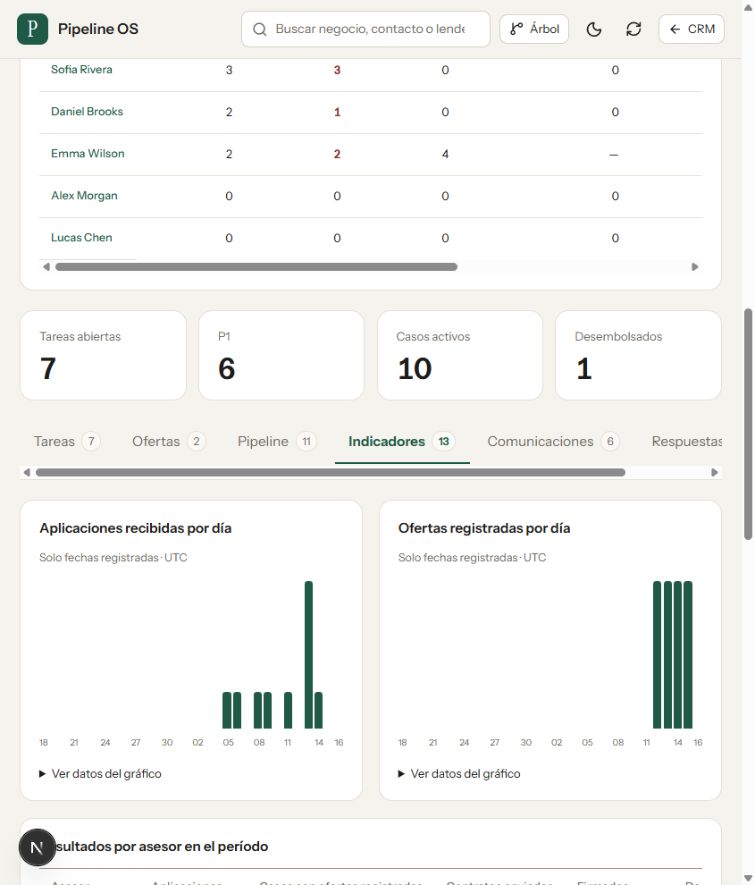 P Pipeline OS Buscar negocio, contacto o lende Árbol CRM
Sofia Rivera 3 3 0 0
Daniel Brooks 2 1 0 0
Emma Wilson 2 2 4 —
Alex Morgan 0 0 0 0
Lucas Chen 0 0 0 0
Tareas abiertas P1 Casos activos Desembolsados
7 6 10 1
Tareas 7 Ofertas 2 Pipeline 11 Indicadores 13 Comunicaciones 6 Respuestas
Aplicaciones recibidas por día
Solo fechas registradas · UTC
18 21 24 27 30 02 05 08 11 14 16
Ver datos del gráfico
Ofertas registradas por día
Solo fechas registradas · UTC
18 21 24 27 30 02 05 08 11 14 16
Ver datos del gráfico
N
sultados por asesor en el período